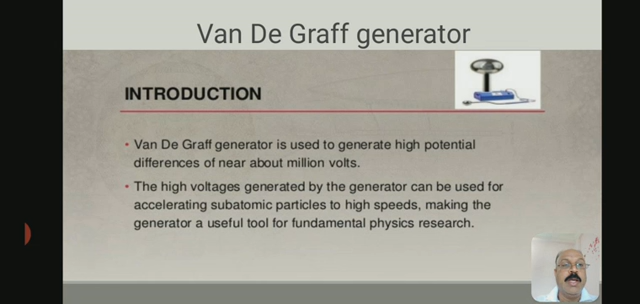 Van De Graff generator
INTRODUCTION
• Van De Graff generator is used to generate high potential
differences of near about million volts.
• The high voltages generated by the generator can be used for
accelerating subatomic particles to high speeds, making the
generator a useful tool for fundamental physics research.